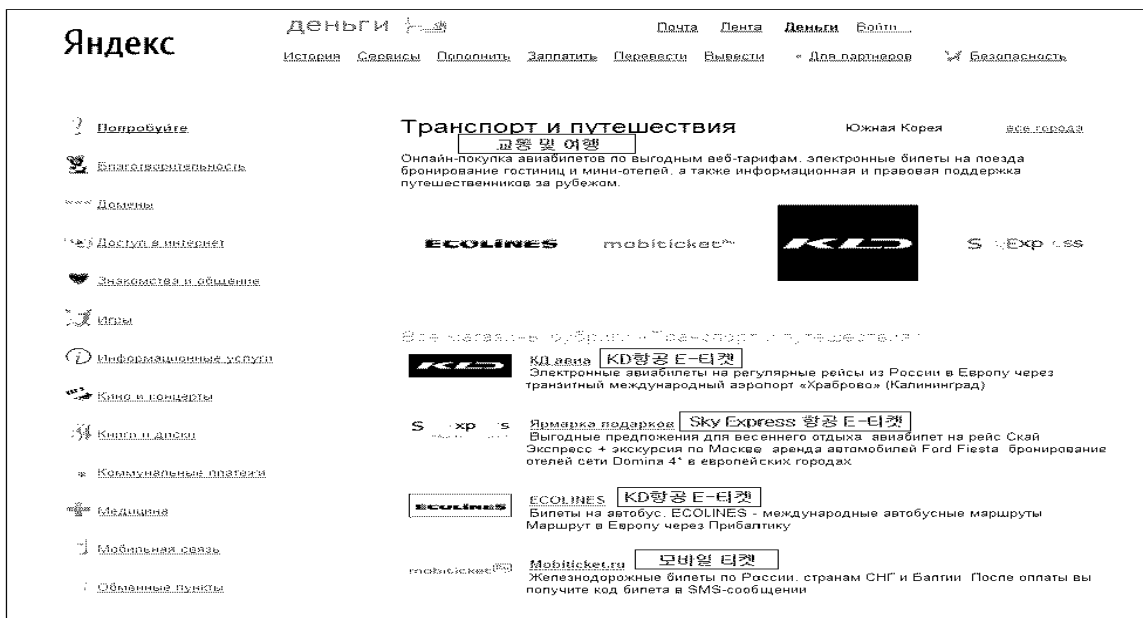 Яндекс
деньги
Почта Лента Деньги Войти
История Сервисы Пополнить Заплатить Перевести Вывести Для партнеров Безопасность
Попробуйте
Благотворительность
Домены
Доступ в интернет
Знакомства и общение
Игры
Информационные услуги
Кино и концерты
Книги и диски
Коммунальные платежи
Медицина
Мобильная связь
Обменные пункты
Транспорт и путешествия Южная Корея все города
교통 및 여행
Онлайн-покупка авиабилетов по выгодным веб-тарифам, электронные билеты на поезда
бронирование гостиниц и мини-отелей, а также информационная и правовая поддержка
путешественников за рубежом.
ECOLINES mobiticket KD
Все магазины рубрики «Транспорт и путешествия»
KD
КД авиа KD항공 E-티켓
Электронные авиабилеты на регулярные рейсы из России в Европу через
транзитный международный аэропорт «Храброво» (Калининград)
Ярмарка подарков Sky Express 항공 E-티켓
Выгодные предложения для весеннего отдыха авиабилет на рейс Скай
Экспресс + экскурсия по Москве аренда автомобилей Ford Fiesta бронирование
отелей сети Domina 4* в европейских городах
ECOLINES
ECOLINES KD항공 E-티켓
Билеты на автобус. ECOLINES - международные автобусные маршруты
Маршрут в Европу через Прибалтику
mobiticket
Mobiticket.ru 모바일 티켓
Железнодорожные билеты по России, странам СНГ и Балтии После оплаты вы
получите код билета в SMS-сообщении